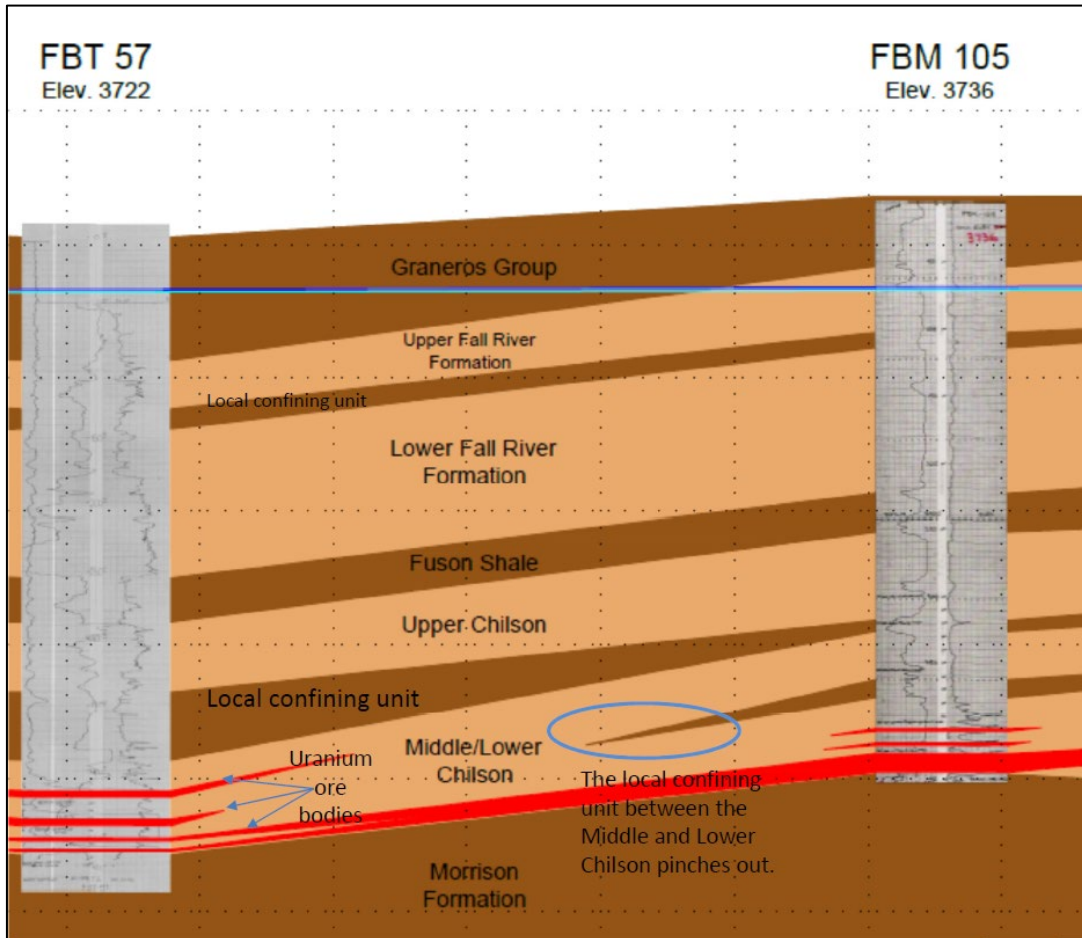 FBT 57
Elev. 3722
FBM 105
Elev. 3736
3736
Graneros Group
Upper Fall River
Formation
Local confining unit
Lower Fall River
Formation
Fuson Shale
Upper Chilson
Local confining unit
Uranium
ore
bodies
Middle/Lower
Chilson
The local confining
unit between the
Middle and Lower
Chilson pinches out.
Morrison
Formation